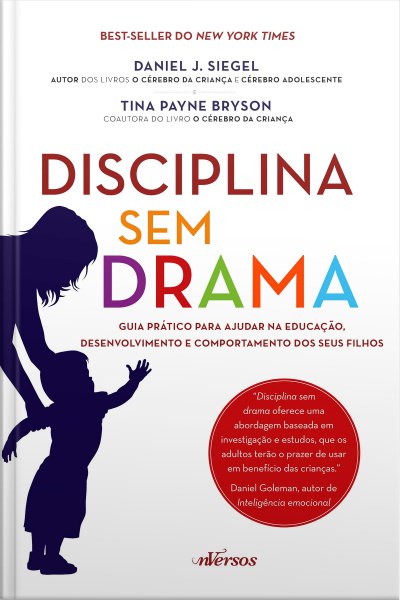 BEST-SELLER DO NEW YORK TIMES
DANIEL J. SIEGEL
AUTOR DOS LIVROS O CÉREBRO DA CRIANÇA E CÉREBRO ADOLESCENTE
E
TINA PAYNE BRYSON
COAUTORA DO LIVRO O CÉREBRO DA CRIANÇA
DISCIPLINA
SEM
DRAMA
GUIA PRÁTICO PARA AJUDAR NA EDUCAÇÃO,
DESENVOLVIMENTO E COMPORTAMENTO DOS SEUS FILHOS
"Disciplina sem
drama oferece uma
abordagem baseada em
investigação e estudos, que os
adultos terão o prazer de usar
em benefício das crianças."
Daniel Goleman, autor de
Inteligência emocional
nVersos